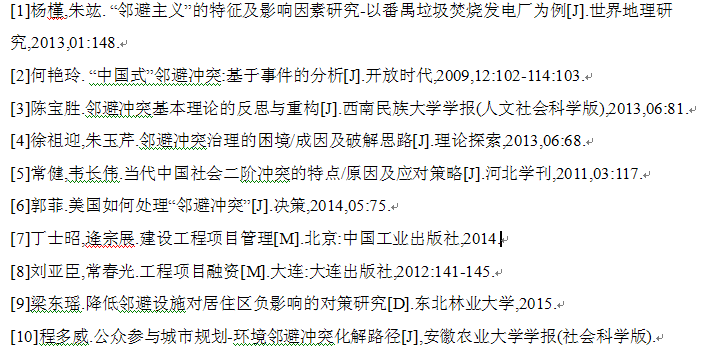 [1]杨槿,朱竑. “邻避主义”的特征及影响因素研究-以番禺垃圾焚烧发电厂为例[J].世界地理研
究,2013,01:148.
[2]何艳玲. “中国式”邻避冲突:基于事件的分析[J].开放时代,2009,12:102-114:103.
[3]陈宝胜.邻避冲突基本理论的反思与重构[J].西南民族大学学报(人文社会科学版),2013,06:81.
[4]徐祖迎,朱玉芹.邻避冲突治理的困境/成因及破解思路[J].理论探索,2013,06:68.
[5]常健,韦长伟.当代中国社会二阶冲突的特点/原因及应对策略[J].河北学刊,2011,03:117.
[6]郭菲.美国如何处理“邻避冲突”[J].决策,2014,05:75.
[7]丁士昭,逄宗展.建设工程项目管理[M].北京:中国工业出版社,2014.
[8]刘亚臣,常春光.工程项目融资[M].大连:大连出版社,2012:141-145.
[9]梁东瑶.降低邻避设施对居住区负影响的对策研究[D].东北林业大学,2015.
[10]程多威.公众参与城市规划-环境邻避冲突化解路径[J],安徽农业大学学报(社会科学版).